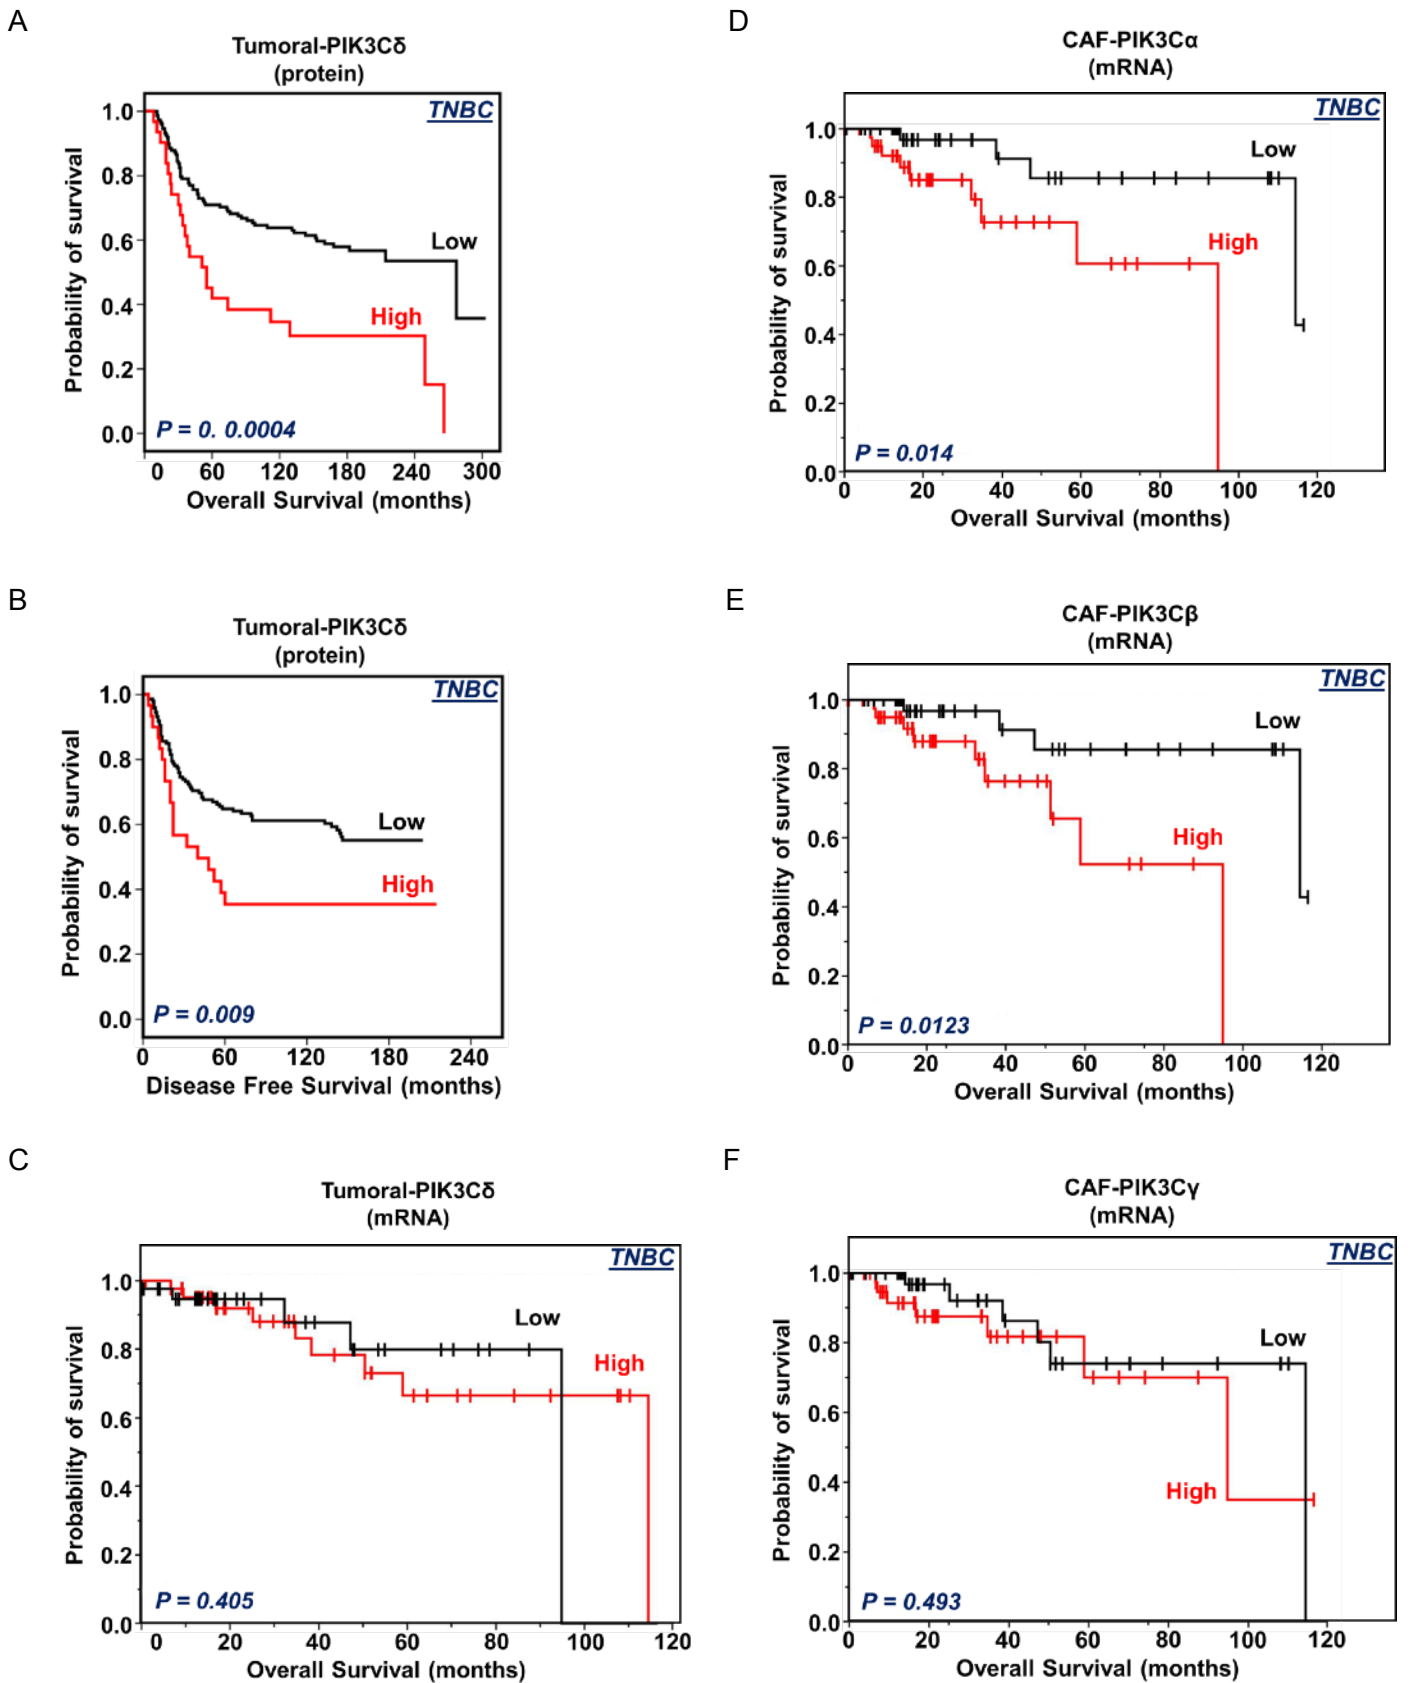 A
Tumoral-PIK3Cδ
(protein)
TNBC
Probability of survival
1.0
0.8
0.6
0.4
0.2
0.0
Low
High
P = 0. 0.0004
0 60 120 180 240 300
Overall Survival (months)
B
Tumoral-PIK3Cδ
(protein)
TNBC
Probability of survival
1.0
0.8
0.6
0.4
0.2
0.0
Low
High
P = 0.009
0 60 120 180 240
Disease Free Survival (months)
C
Tumoral-PIK3Cδ
(mRNA)
TNBC
Probability of survival
1.0
0.8
0.6
0.4
0.2
0.0
Low
High
P = 0.405
0 20 40 60 80 100 120
Overall Survival (months)
D
CAF-PIK3Cα
(mRNA)
TNBC
Probability of survival
1.0
0.8
0.6
0.4
0.2
0.0
Low
High
P = 0.014
0 20 40 60 80 100 120
Overall Survival (months)
E
CAF-PIK3Cβ
(mRNA)
TNBC
Probability of survival
1.0
0.8
0.6
0.4
0.2
0.0
Low
High
P = 0.0123
0 20 40 60 80 100 120
Overall Survival (months)
F
CAF-PIK3Cγ
(mRNA)
TNBC
Probability of survival
1.0
0.8
0.6
0.4
0.2
0.0
Low
High
P = 0.493
0 20 40 60 80 100 120
Overall Survival (months)